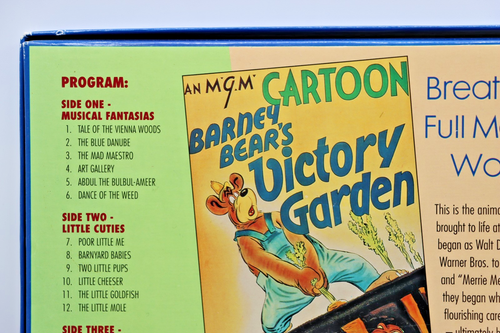 PROGRAM:
SIDE ONE -
MUSICAL FANTASIAS
1. TALE OF THE VIENNA WOODS
2. THE BLUE DANUBE
3. THE MAD MAESTRO
4. ART GALLERY
5. ABDUL THE BULBUL-AMEER
6. DANCE OF THE WEED
SIDE TWO -
LITTLE CUTIES
7. POOR LITTLE ME
8. BARNYARD BABIES
9. TWO LITTLE PUPS
10. LITTLE CHEESER
11. THE LITTLE GOLDFISH
12. THE LITTLE MOLE
SIDE THREE -
AN M-G-M CARTOON
BARNEY
BEAR'S
Victory
Garden
Breat
Full M
Wo
This is the anima
brought to life at
began as Walt D
Warner Bros. to
and "Merrie Me
they began wh
flourishing car